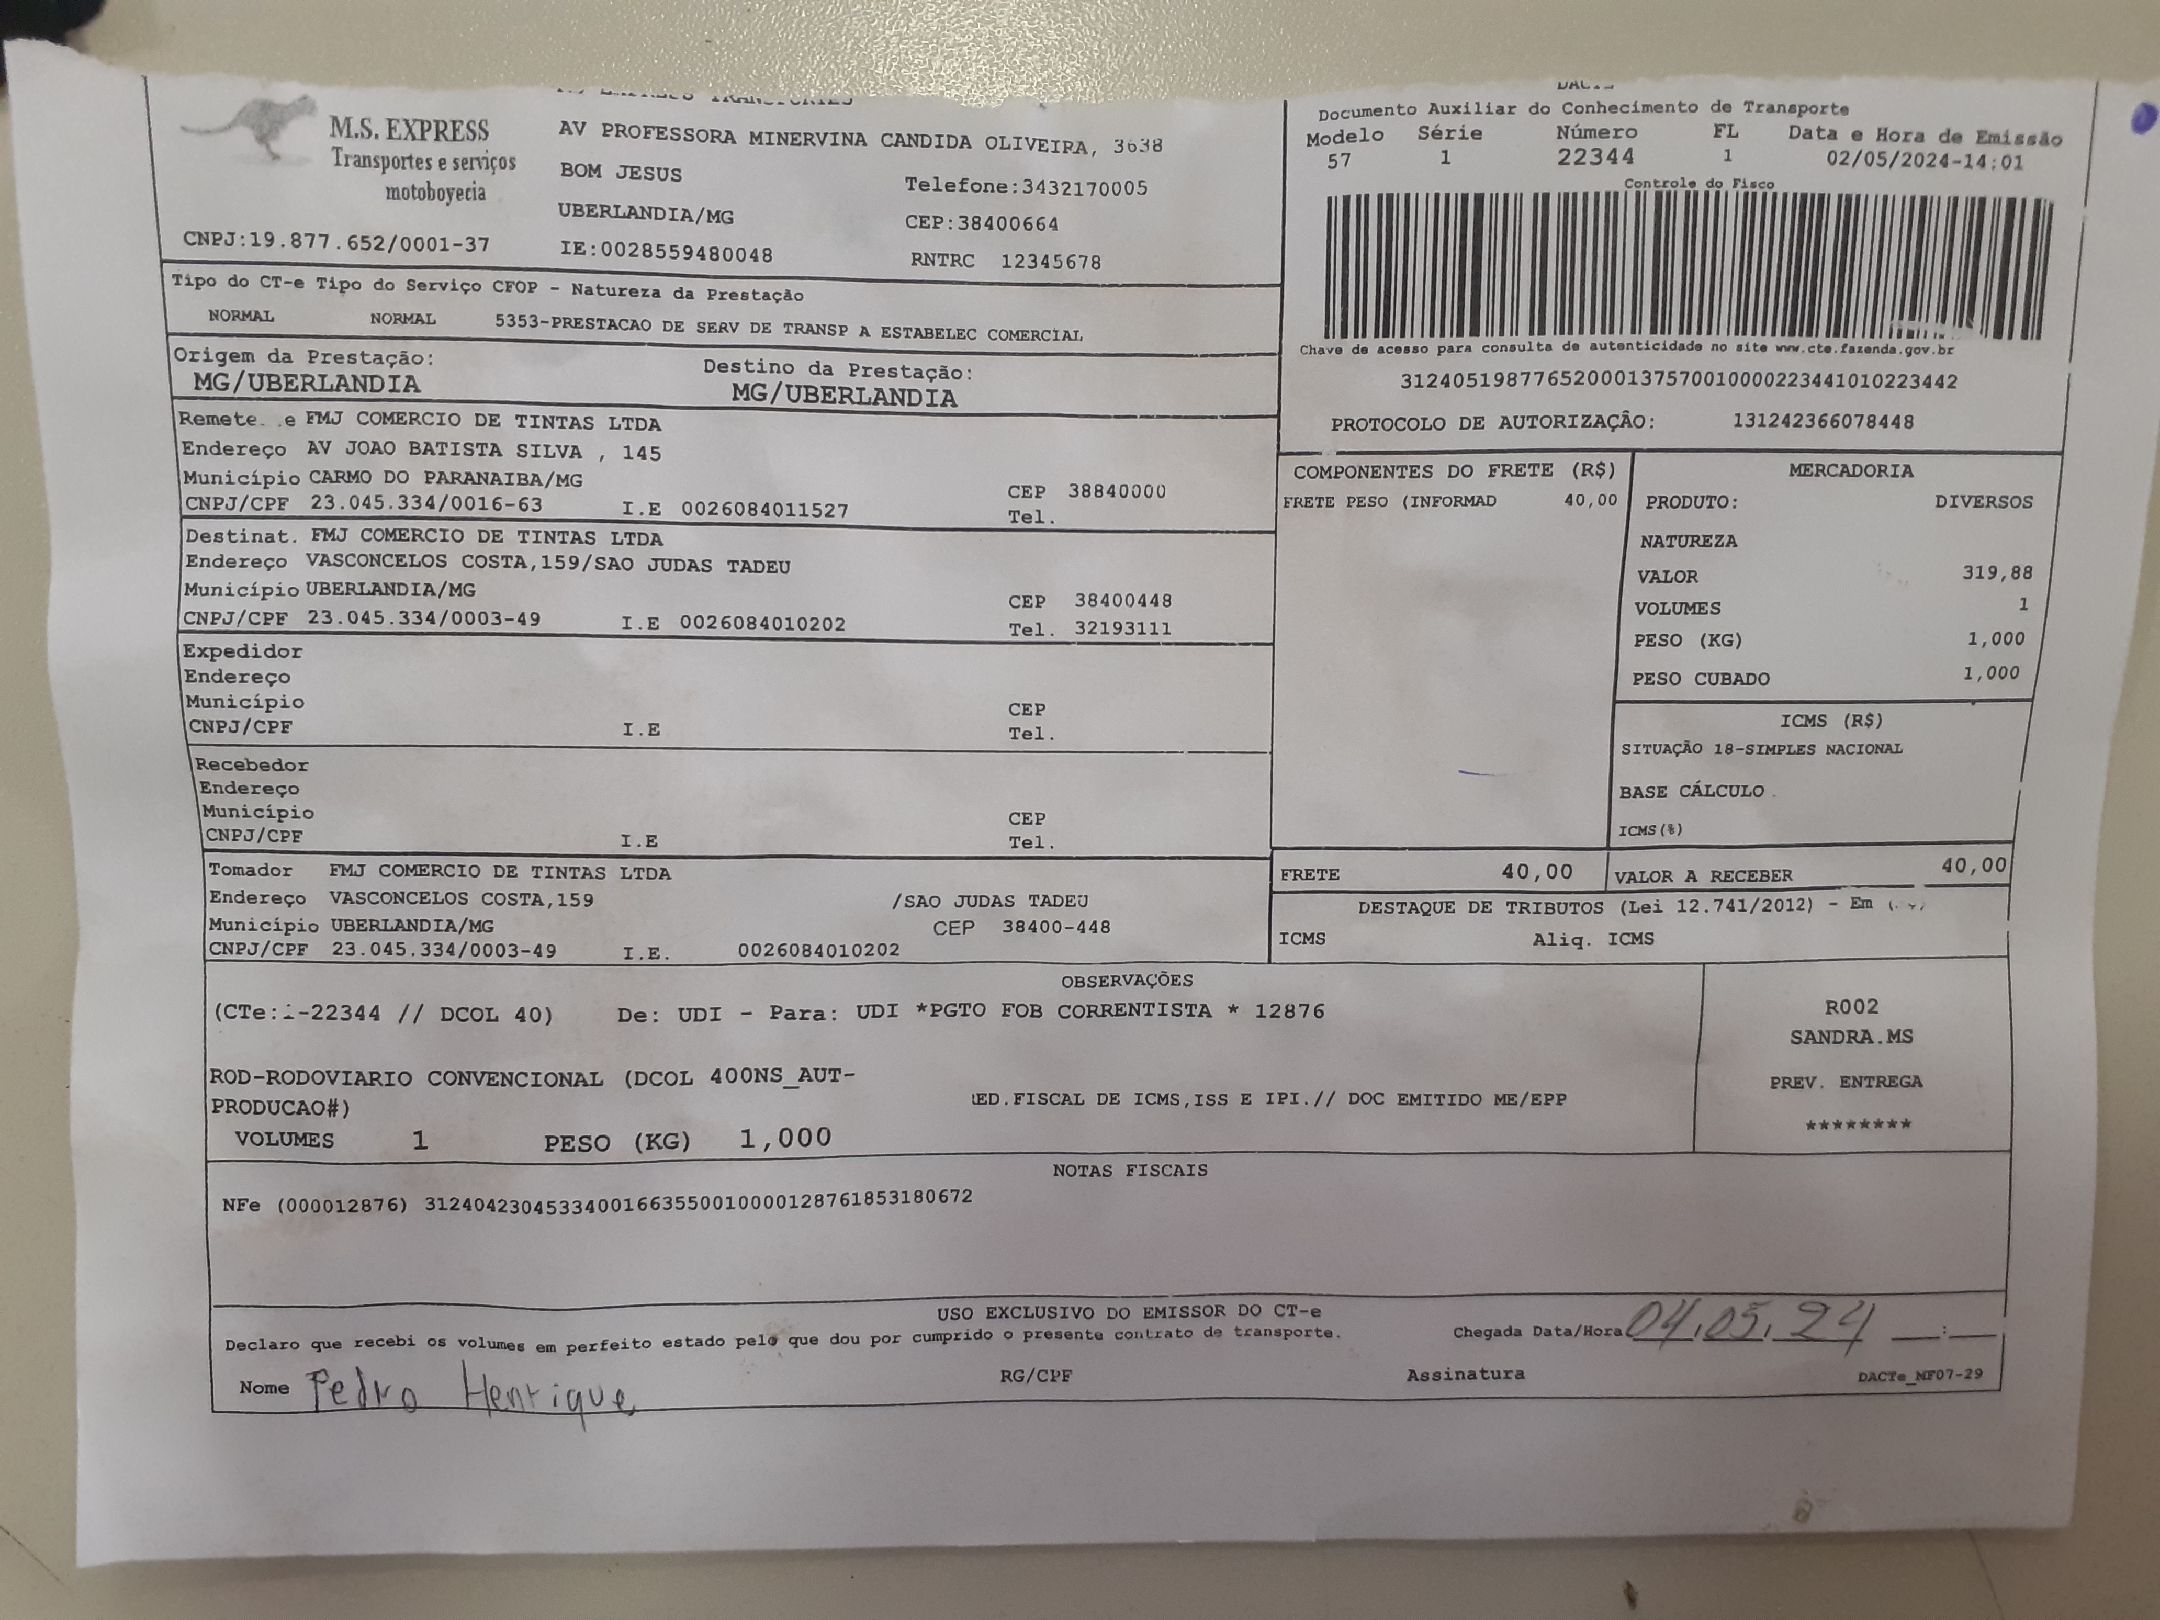 M.S. EXPRESS
Transportes e serviços
motoboyecia
CNPJ:19.877.652/0001-37
AV PROFESSORA MINERVINA CANDIDA OLIVEIRA, 3638
BOM JESUS
Telefone:3432170005
UBERLANDIA/MG
CEP:38400664
IE:0028559480048
RNTRC 12345678
Documento Auxiliar do Conhecimento de Transporte
Modelo Série Número FL Data e Hora de Emissão
57 1 22344 1 02/05/2024-14:01
Controle do Fisco
Chave de acesso para consulta de autenticidade no site www.cte.fazenda.gov.br
31240519877652000137570010000223441010223442
PROTOCOLO DE AUTORIZAÇÂO: 131242366078448
Tipo do CT-e Tipo do Serviço CFOP - Natureza da Prestação
NORMAL NORMAL 5353-PRESTACAO DE SERV DE TRANSP A ESTABELEC COMERCIAL
Origem da Prestação: Destino da Prestação:
MG/UBERLANDIA MG/UBERLANDIA
FMJ COMERCIO DE TINTAS LTDA
Endereço AV JOAO BATISTA SILVA , 145
Município CARMO DO PARANAIBA/MG CEP 38840000
CNPJ/CPF 23.045.334/0016-63 I.E 0026084011527 Tel.
Destinat. FMJ COMERCIO DE TINTAS LTDA
Endereço VASCONCELOS COSTA,159/SAO JUDAS TADEU
Município UBERLANDIA/MG CEP 38400448
CNPJ/CPF 23.045.334/0003-49 I.E 0026084010202 Tel. 32193111
Expedidor
Endereço
Município CEP
CNPJ/CPF I.E Tel.
Recebedor
Endereço
Município CEP
CNPJ/CPF I.E Tel.
Tomador FMJ COMERCIO DE TINTAS LTDA
Endereço VASCONCELOS COSTA,159 /SAO JUDAS TADEU
Município UBERLANDIA/MG CEP 38400-448
CNPJ/CPF 23.045.334/0003-49 I.E. 0026084010202
COMPONENTES DO FRETE (R$)
FRETE PESO (INFORMAD 40,00
MERCADORIA
PRODUTO: DIVERSOS
NATUREZA
VALOR 319,88
VOLUMES 1
PESO (KG) 1,000
PESO CUBADO 1,000
ICMS (R$)
SITUAÇÃO 18-SIMPLES NACIONAL
BASE CÁLCULO
ICMS(%)
FRETE 40,00 VALOR A RECEBER 40,00
DESTAQUE DE TRIBUTOS (Lei 12.741/2012) - Em
ICMS Aliq. ICMS
OBSERVAÇÕES
(CTe: -22344 // DCOL 40) De: UDI - Para: UDI *PGTO FOB CORRENTISTA * 12876
ROD-RODOVIARIO CONVENCIONAL (DCOL 400NS_AUT-
PRODUCAO#)
ED.FISCAL DE ICMS,ISS E IPI.// DOC EMITIDO ME/EPP
VOLUMES 1 PESO (KG) 1,000
R002
SANDRA.MS
PREV. ENTREGA
********
NOTAS FISCAIS
NFe (000012876) 31240423045334001663550010000128761853180672
USO EXCLUSIVO DO EMISSOR DO CT-e
Declaro que recebi os volumes em perfeito estado pelo que dou por cumprido o presente contrato de transporte. Chegada Data/Hora 04.05.24 __:__
Nome Pedro Henrique RG/CPF Assinatura DACTe_MF07-29